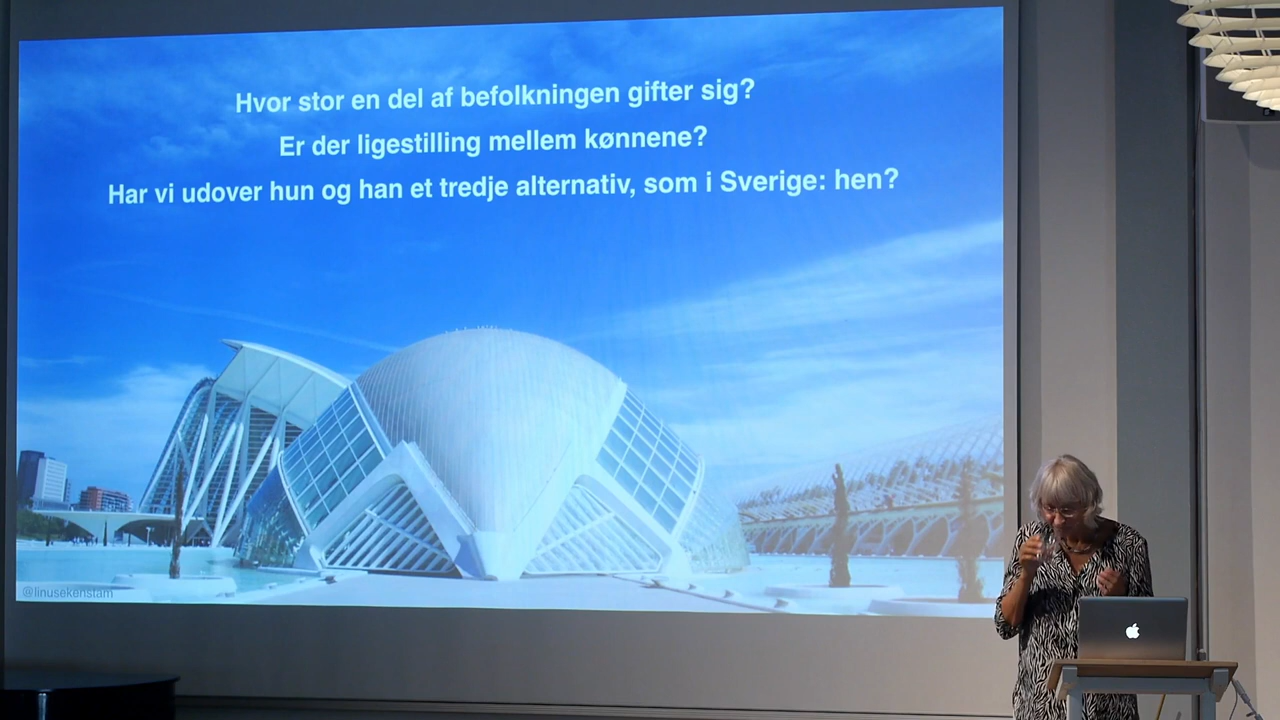 Hvor stor en del af befolkningen gifter sig?
Er der ligestilling mellem kønnene?
Har vi udover hun og han et tredje alternativ, som i Sverige: hen?
@linusekenstam